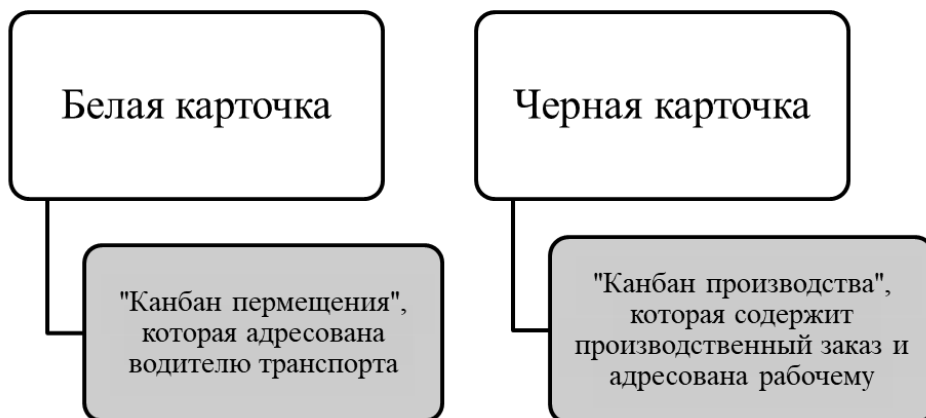 Белая карточка
Черная карточка
"Канбан пермещения",
которая адресована
водителю транспорта
"Канбан производства",
которая содержит
производственный заказ и
адресована рабочему